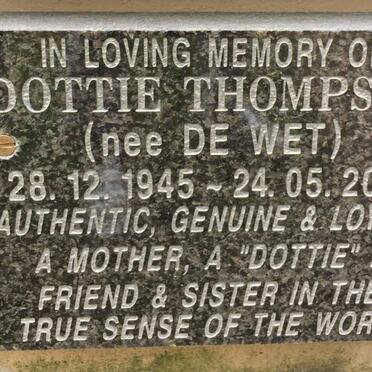 IN LOVING MEMORY O
DOTTIE THOMPS
(nee DE WET)
28.12.1945 ~ 24.05.20
AUTHENTIC, GENUINE & LO
A MOTHER, A "DOTTIE"
FRIEND & SISTER IN THE
TRUE SENSE OF THE WOR